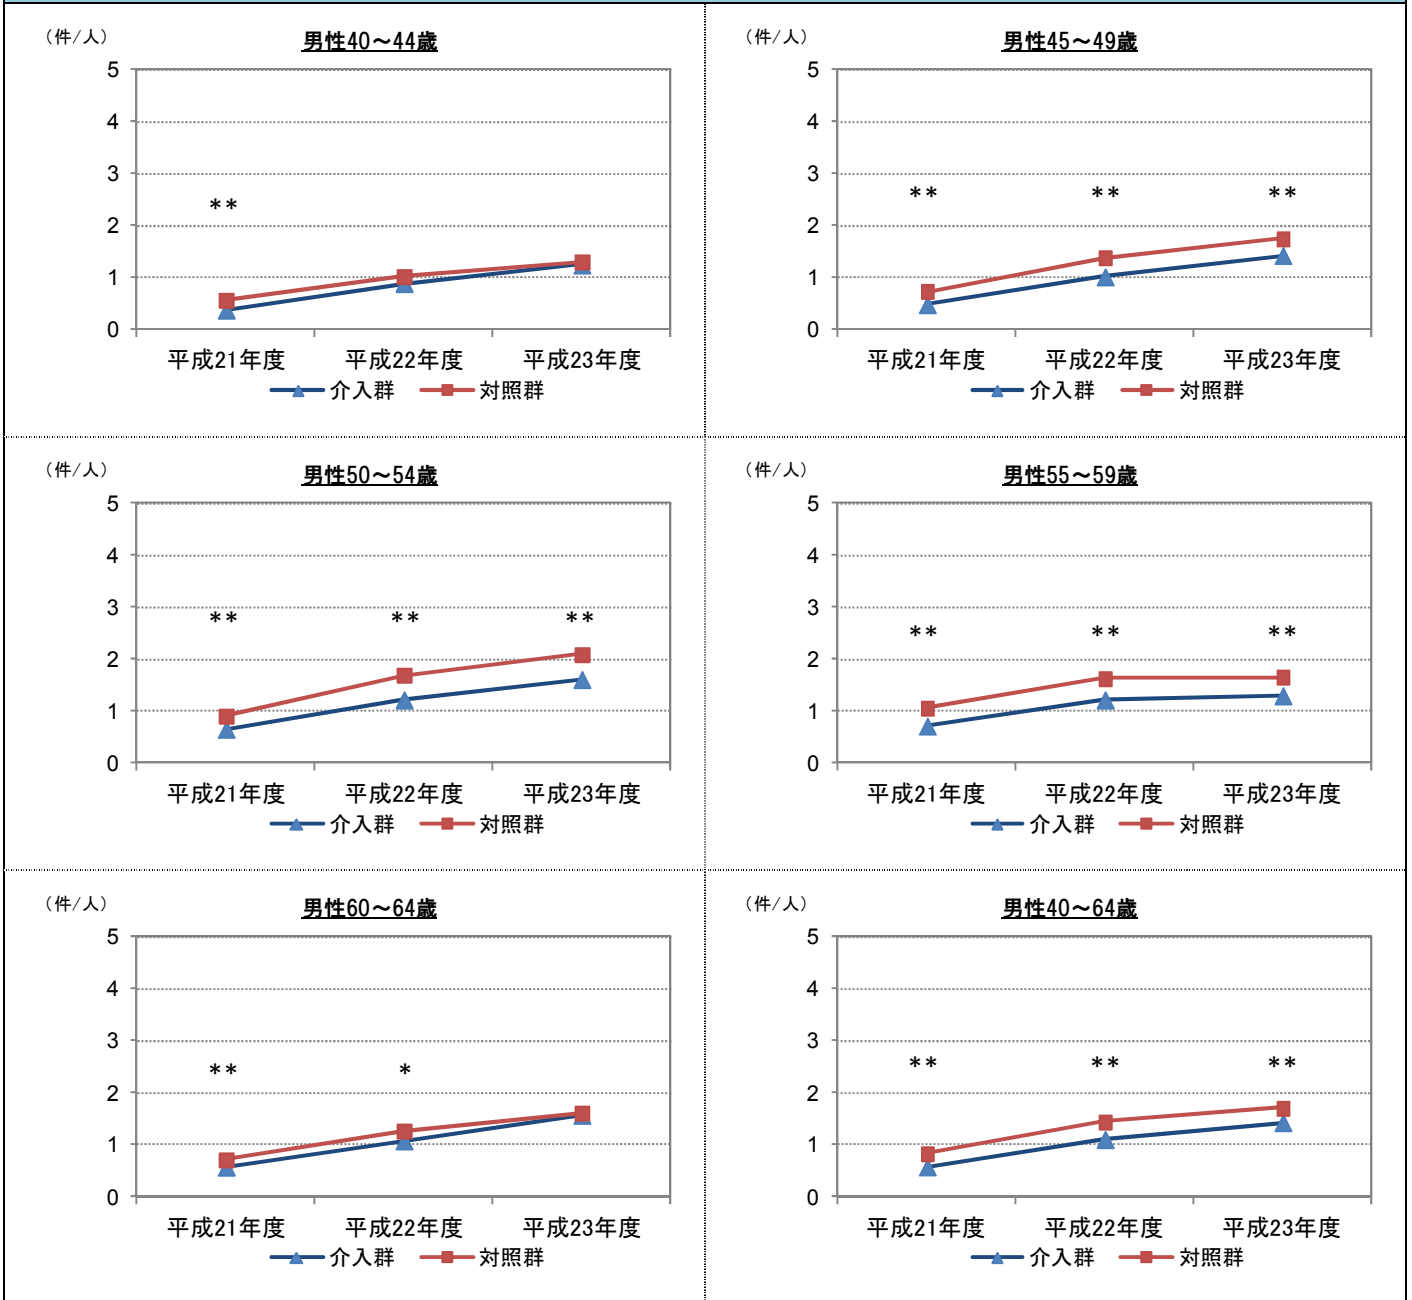 （件/人）
男性40～44歳
5
4
3
2
1
0
**
平成21年度 平成22年度 平成23年度
介入群 対照群
（件/人）
男性45～49歳
5
4
3
2
1
0
** ** **
平成21年度 平成22年度 平成23年度
介入群 対照群
（件/人）
男性50～54歳
5
4
3
2
1
0
** ** **
平成21年度 平成22年度 平成23年度
介入群 対照群
（件/人）
男性55～59歳
5
4
3
2
1
0
** ** **
平成21年度 平成22年度 平成23年度
介入群 対照群
（件/人）
男性60～64歳
5
4
3
2
1
0
** *
平成21年度 平成22年度 平成23年度
介入群 対照群
（件/人）
男性40～64歳
5
4
3
2
1
0
** ** **
平成21年度 平成22年度 平成23年度
介入群 対照群